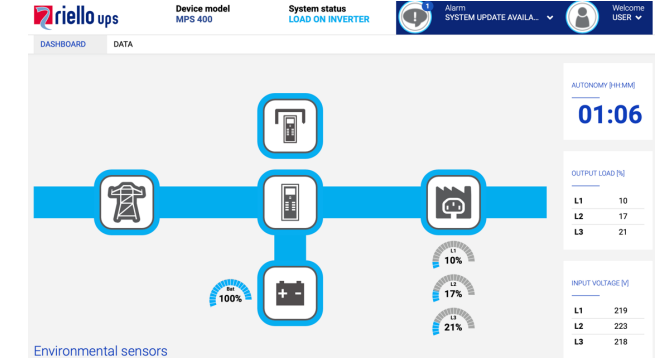 riello ups
Device model
MPS 400
System status
LOAD ON INVERTER
1
Alarm
SYSTEM UPDATE AVAILA...
Welcome
USER
DASHBOARD
DATA
AUTONOMY [HH:MM]
01:06
OUTPUT LOAD [%]
L1 10
L2 17
L3 21
L1
10%
L2
17%
L3
21%
Bat
100%
+ -
INPUT VOLTAGE [V]
L1 219
L2 223
L3 218
Environmental sensors